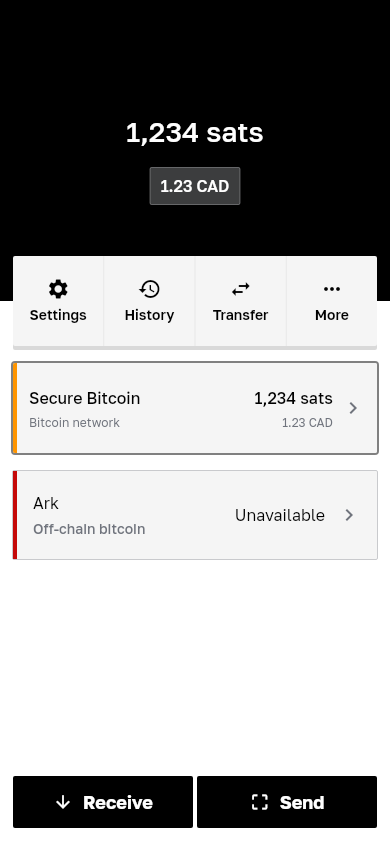 1,234 sats
1.23 CAD
Settings
History
Transfer
More
Secure Bitcoin
1,234 sats
Bitcoin network
1.23 CAD
Ark
Unavailable
Off-chain bitcoin
Receive
Send